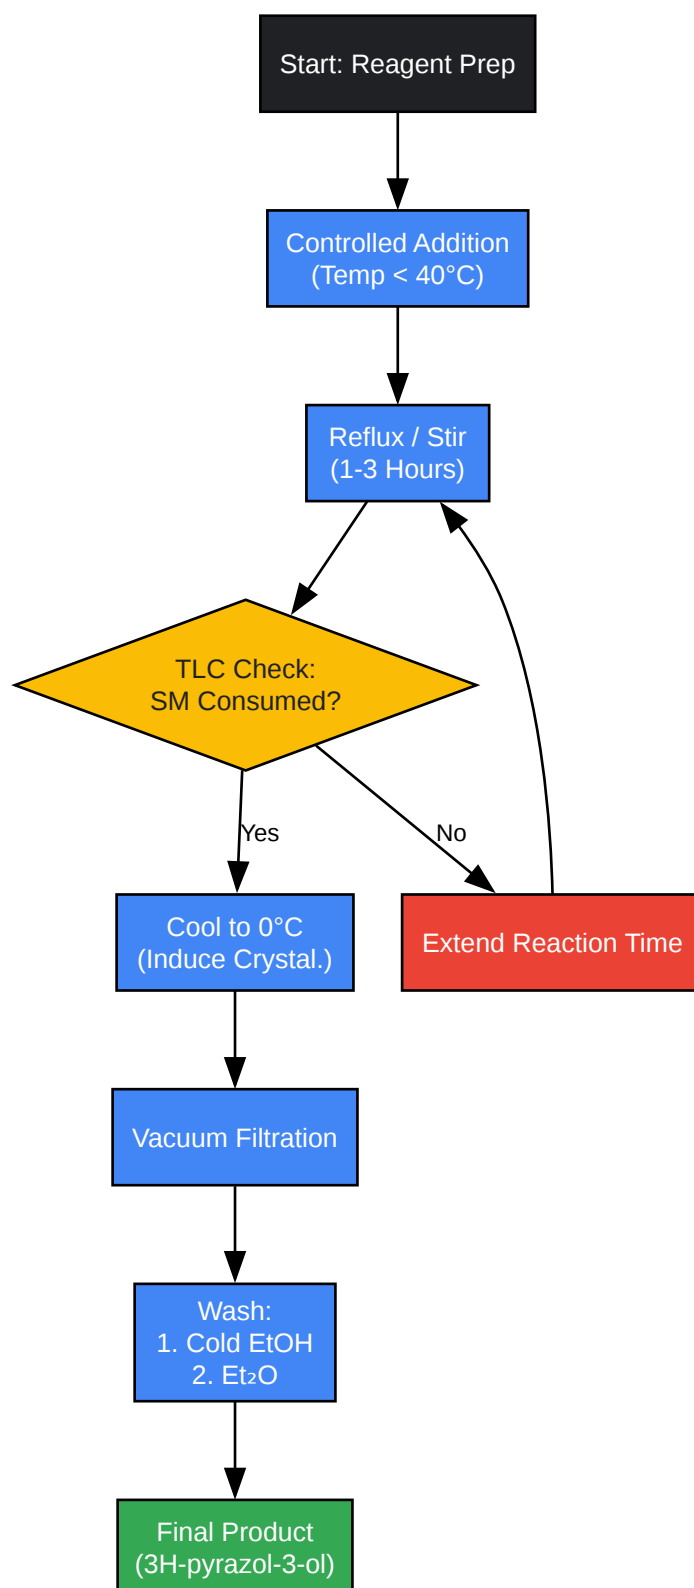 Start: Reagent Prep
Controlled Addition
(Temp < 40°C)
Reflux / Stir
(1-3 Hours)
TLC Check:
SM Consumed?
Yes
No
Cool to 0°C
(Induce Crystal.)
Extend Reaction Time
Vacuum Filtration
Wash:
1. Cold EtOH
2. Et₂O
Final Product
(3H-pyrazol-3-ol)